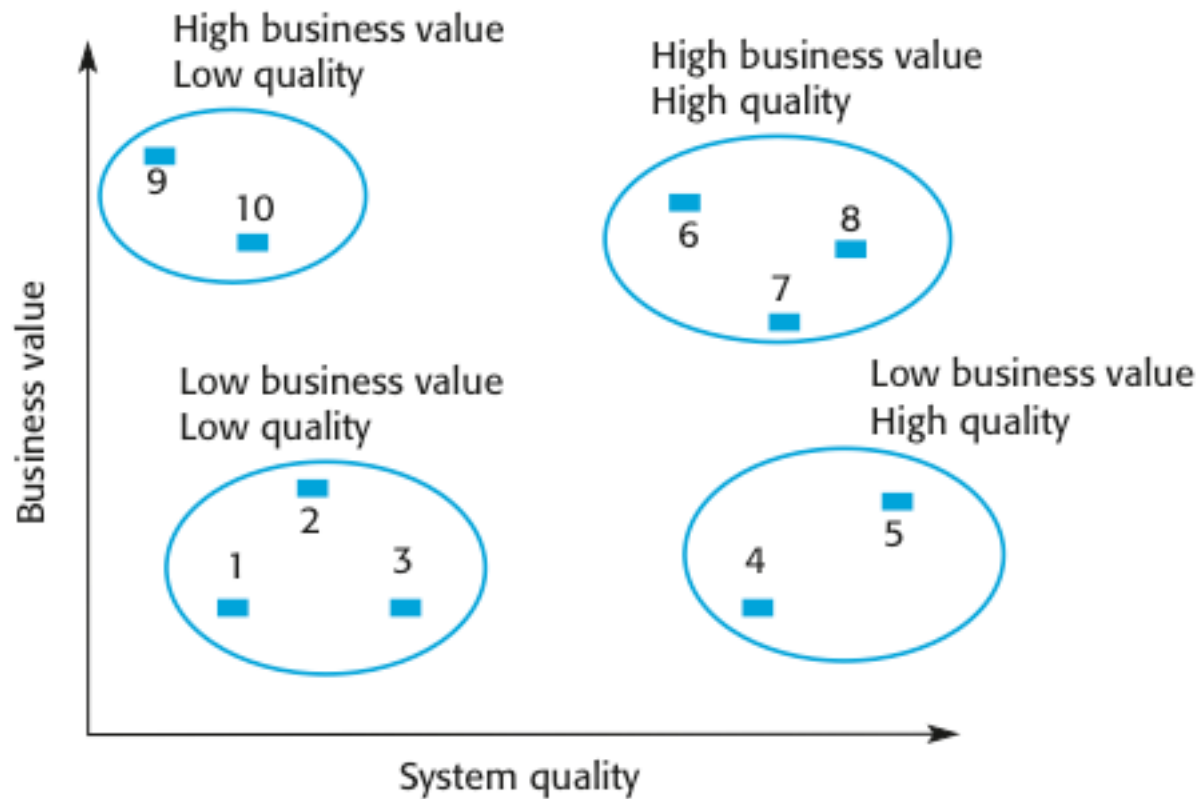 High business value
Low quality
High business value
High quality
9
10
6
8
7
Business value
Low business value
Low quality
Low business value
High quality
2
1
3
5
4
System quality